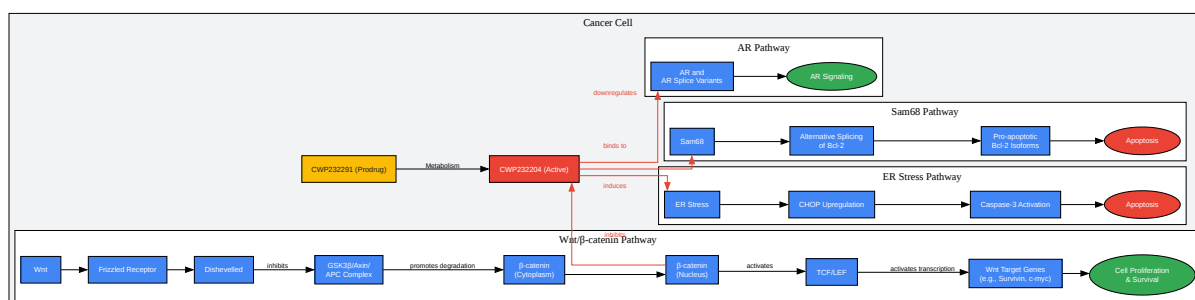 Cancer Cell
AR Pathway
AR and
AR Splice Variants
AR Signaling
downregulates
Sam68 Pathway
Sam68
Alternative Splicing
of Bcl-2
Pro-apoptotic
Bcl-2 Isoforms
Apoptosis
binds to
CWP232291 (Prodrug)
Metabolism
CWP232204 (Active)
induces
ER Stress Pathway
ER Stress
CHOP Upregulation
Caspase-3 Activation
Apoptosis
inhibits
Wnt/β-catenin Pathway
Wnt
Frizzled Receptor
Dishevelled
inhibits
GSK3β/Axin/
APC Complex
promotes degradation
β-catenin
(Cytoplasm)
β-catenin
(Nucleus)
activates
TCF/LEF
activates transcription
Wnt Target Genes
(e.g., Survivin, c-myc)
Cell Proliferation
& Survival